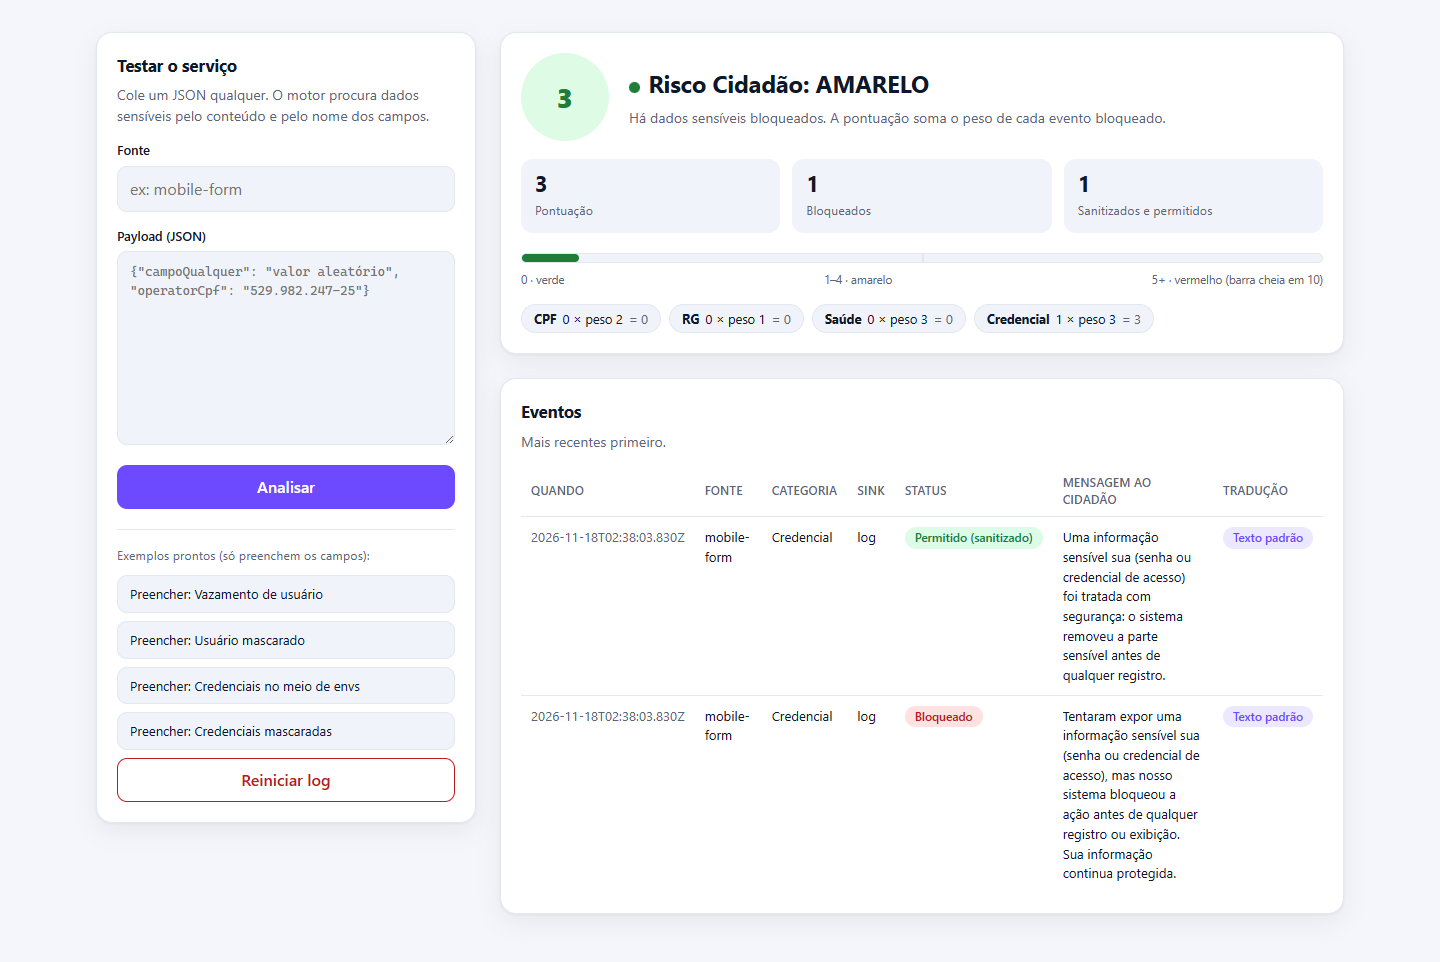 Testar o serviço
Cole um JSON qualquer. O motor procura dados
sensíveis pelo conteúdo e pelo nome dos campos.
Fonte
ex: mobile-form
Payload (JSON)
{"campoQualquer": "valor aleatório",
"operatorCpf": "529.982.247-25"}
Analisar
Exemplos prontos (só preenchem os campos):
Preencher: Vazamento de usuário
Preencher: Usuário mascarado
Preencher: Credenciais no meio de envs
Preencher: Credenciais mascaradas
Reiniciar log
3
Risco Cidadão: AMARELO
Há dados sensíveis bloqueados. A pontuação soma o peso de cada evento bloqueado.
3
Pontuação
1
Bloqueados
1
Sanitizados e permitidos
0 · verde
1–4 · amarelo
5+ · vermelho (barra cheia em 10)
CPF 0 × peso 2 = 0
RG 0 × peso 1 = 0
Saúde 0 × peso 3 = 0
Credencial 1 × peso 3 = 3
Eventos
Mais recentes primeiro.
QUANDO FONTE CATEGORIA SINK STATUS MENSAGEM AO
CIDADÃO TRADUÇÃO
2026-11-18T02:38:03.830Z mobile-
form Credencial log Permitido (sanitizado)
Uma informação
sensível sua (senha ou
credencial de acesso)
foi tratada com
segurança: o sistema
removeu a parte
sensível antes de
qualquer registro.
Texto padrão
2026-11-18T02:38:03.830Z mobile-
form Credencial log Bloqueado
Tentaram expor uma
informação sensível sua
(senha ou credencial de
acesso), mas nosso
sistema bloqueou a
ação antes de qualquer
registro ou exibição.
Sua informação
continua protegida.
Texto padrão